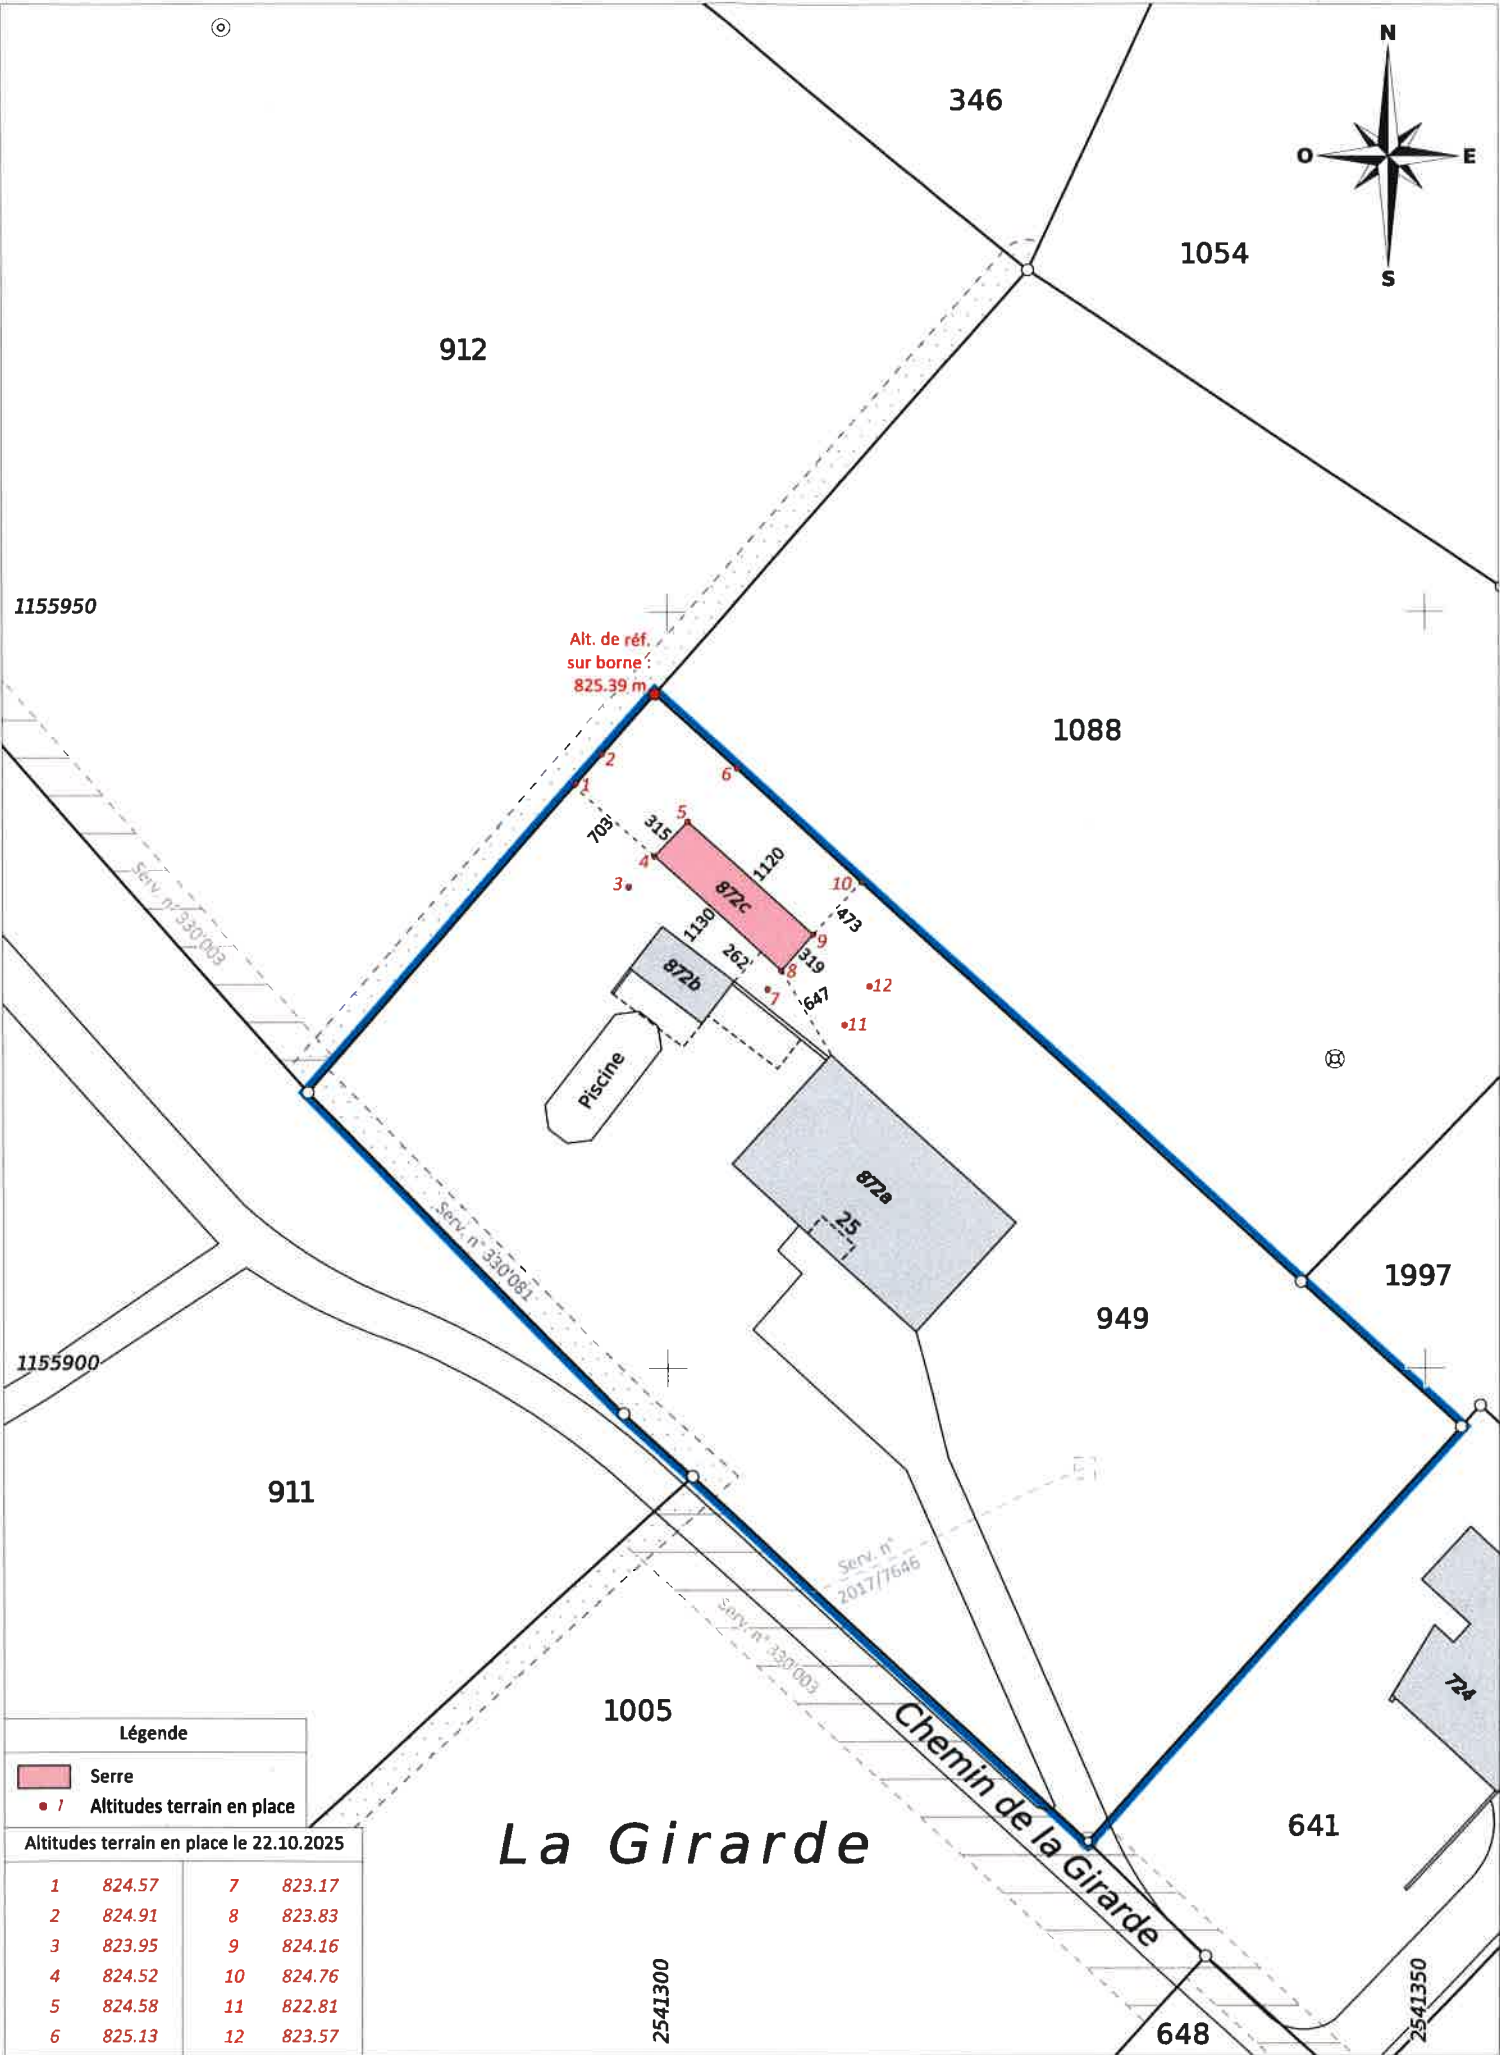 N
346
O
E
1054
S
912
1155950
Alt. de réf.
sur borne :
825.39 m
1088
2
1
6
5
703
315
4
1120
3
872c
10
473
1130
9
262
8
319
872b
7
647
12
11
Piscine
872a
25
Serv. n° 330'003
Serv. n° 330'081
949
1997
1155900
911
Serv. n°
2017/7646
Serv. n° 330'003
724
1005
Chemin de la Girarde
641
La Girarde
Légende
Serre
1 Altitudes terrain en place
Altitudes terrain en place le 22.10.2025
1 824.57 7 823.17
2 824.91 8 823.83
3 823.95 9 824.16
4 824.52 10 824.76
5 824.58 11 822.81
6 825.13 12 823.57
2541300
648
2541350